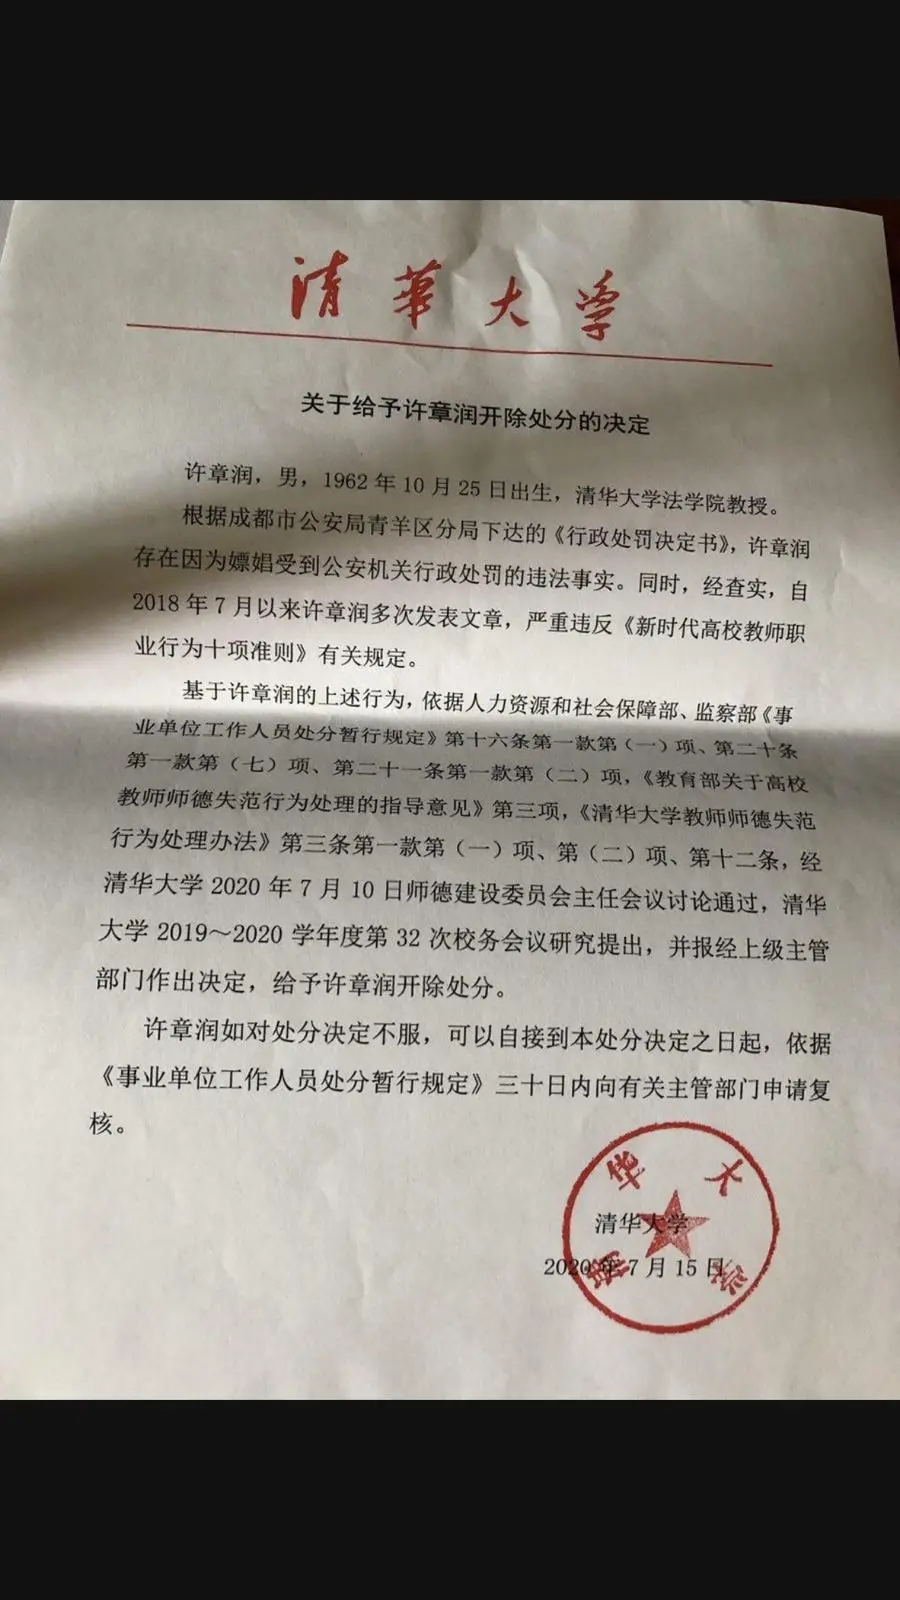 清華大学
关于给予许章润开除处分的决定
许章润，男，1962 年 10 月 25 日出生，清华大学法学院教授。
根据成都市公安局青羊区分局下达的《行政处罚决定书》，许章润
存在因为嫖娼受到公安机关行政处罚的违法事实。同时，经查实，自
2018 年 7 月以来许章润多次发表文章，严重违反《新时代高校教师职
业行为十项准则》有关规定。
基于许章润的上述行为，依据人力资源和社会保障部、监察部《事
业单位工作人员处分暂行规定》第十六条第一款第（一）项、第二十条
第一款第（七）项、第二十一条第一款第（二）项，《教育部关于高校
教师师德失范行为处理的指导意见》第三项，《清华大学教师师德失范
行为处理办法》第三条第一款第（一）项、第（二）项、第十二条，经
清华大学 2020 年 7 月 10 日师德建设委员会主任会议讨论通过，清华
大学 2019～2020 学年度第 32 次校务会议研究提出，并报经上级主管
部门作出决定，给予许章润开除处分。
许章润如对处分决定不服，可以自接到本处分决定之日起，依据
《事业单位工作人员处分暂行规定》三十日内向有关主管部门申请复
核。
清华大学
清华大学
2020 年 7 月 15 日